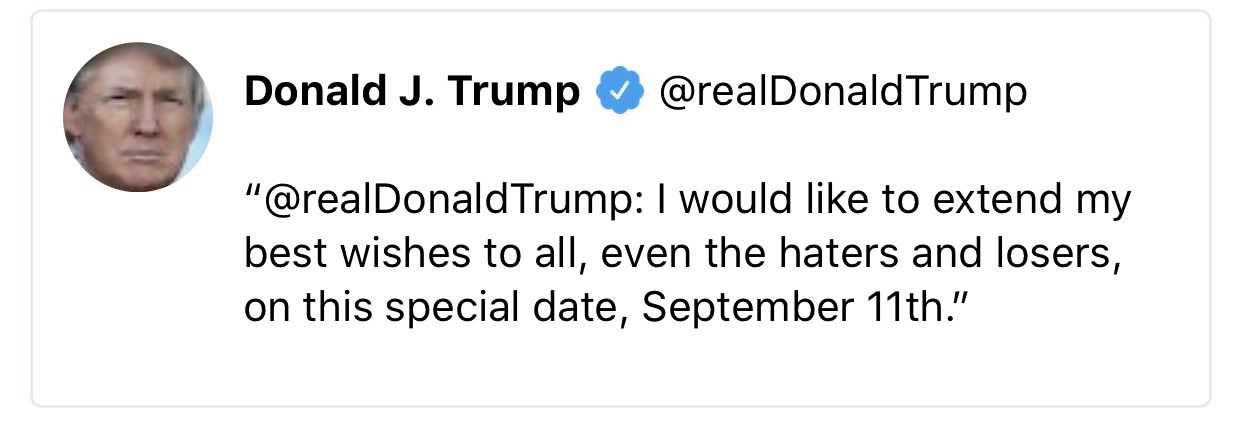 Donald J. Trump @realDonaldTrump
“@realDonaldTrump: I would like to extend my
best wishes to all, even the haters and losers,
on this special date, September 11th.”